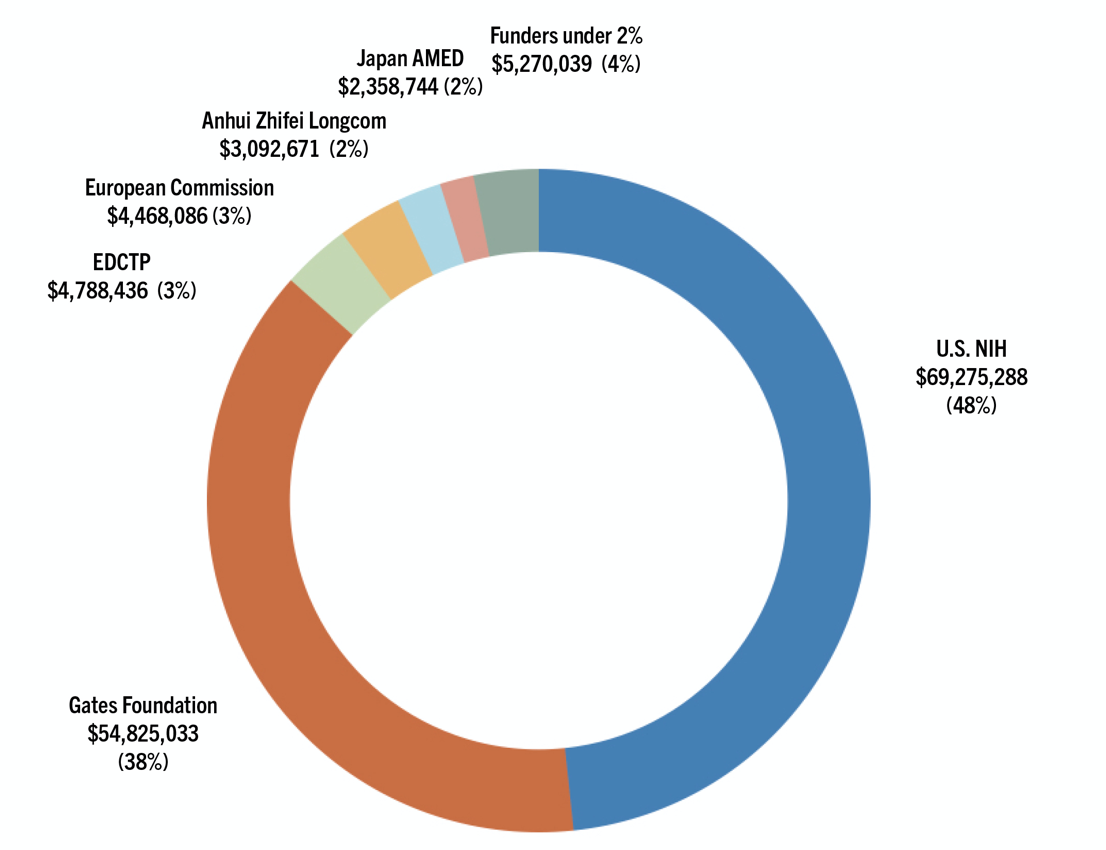 Funders under 2%
$5,270,039 (4%)
Japan AMED
$2,358,744 (2%)
Anhui Zhifei Longcom
$3,092,671 (2%)
European Commission
$4,468,086 (3%)
EDCTP
$4,788,436 (3%)
U.S. NIH
$69,275,288
(48%)
Gates Foundation
$54,825,033
(38%)